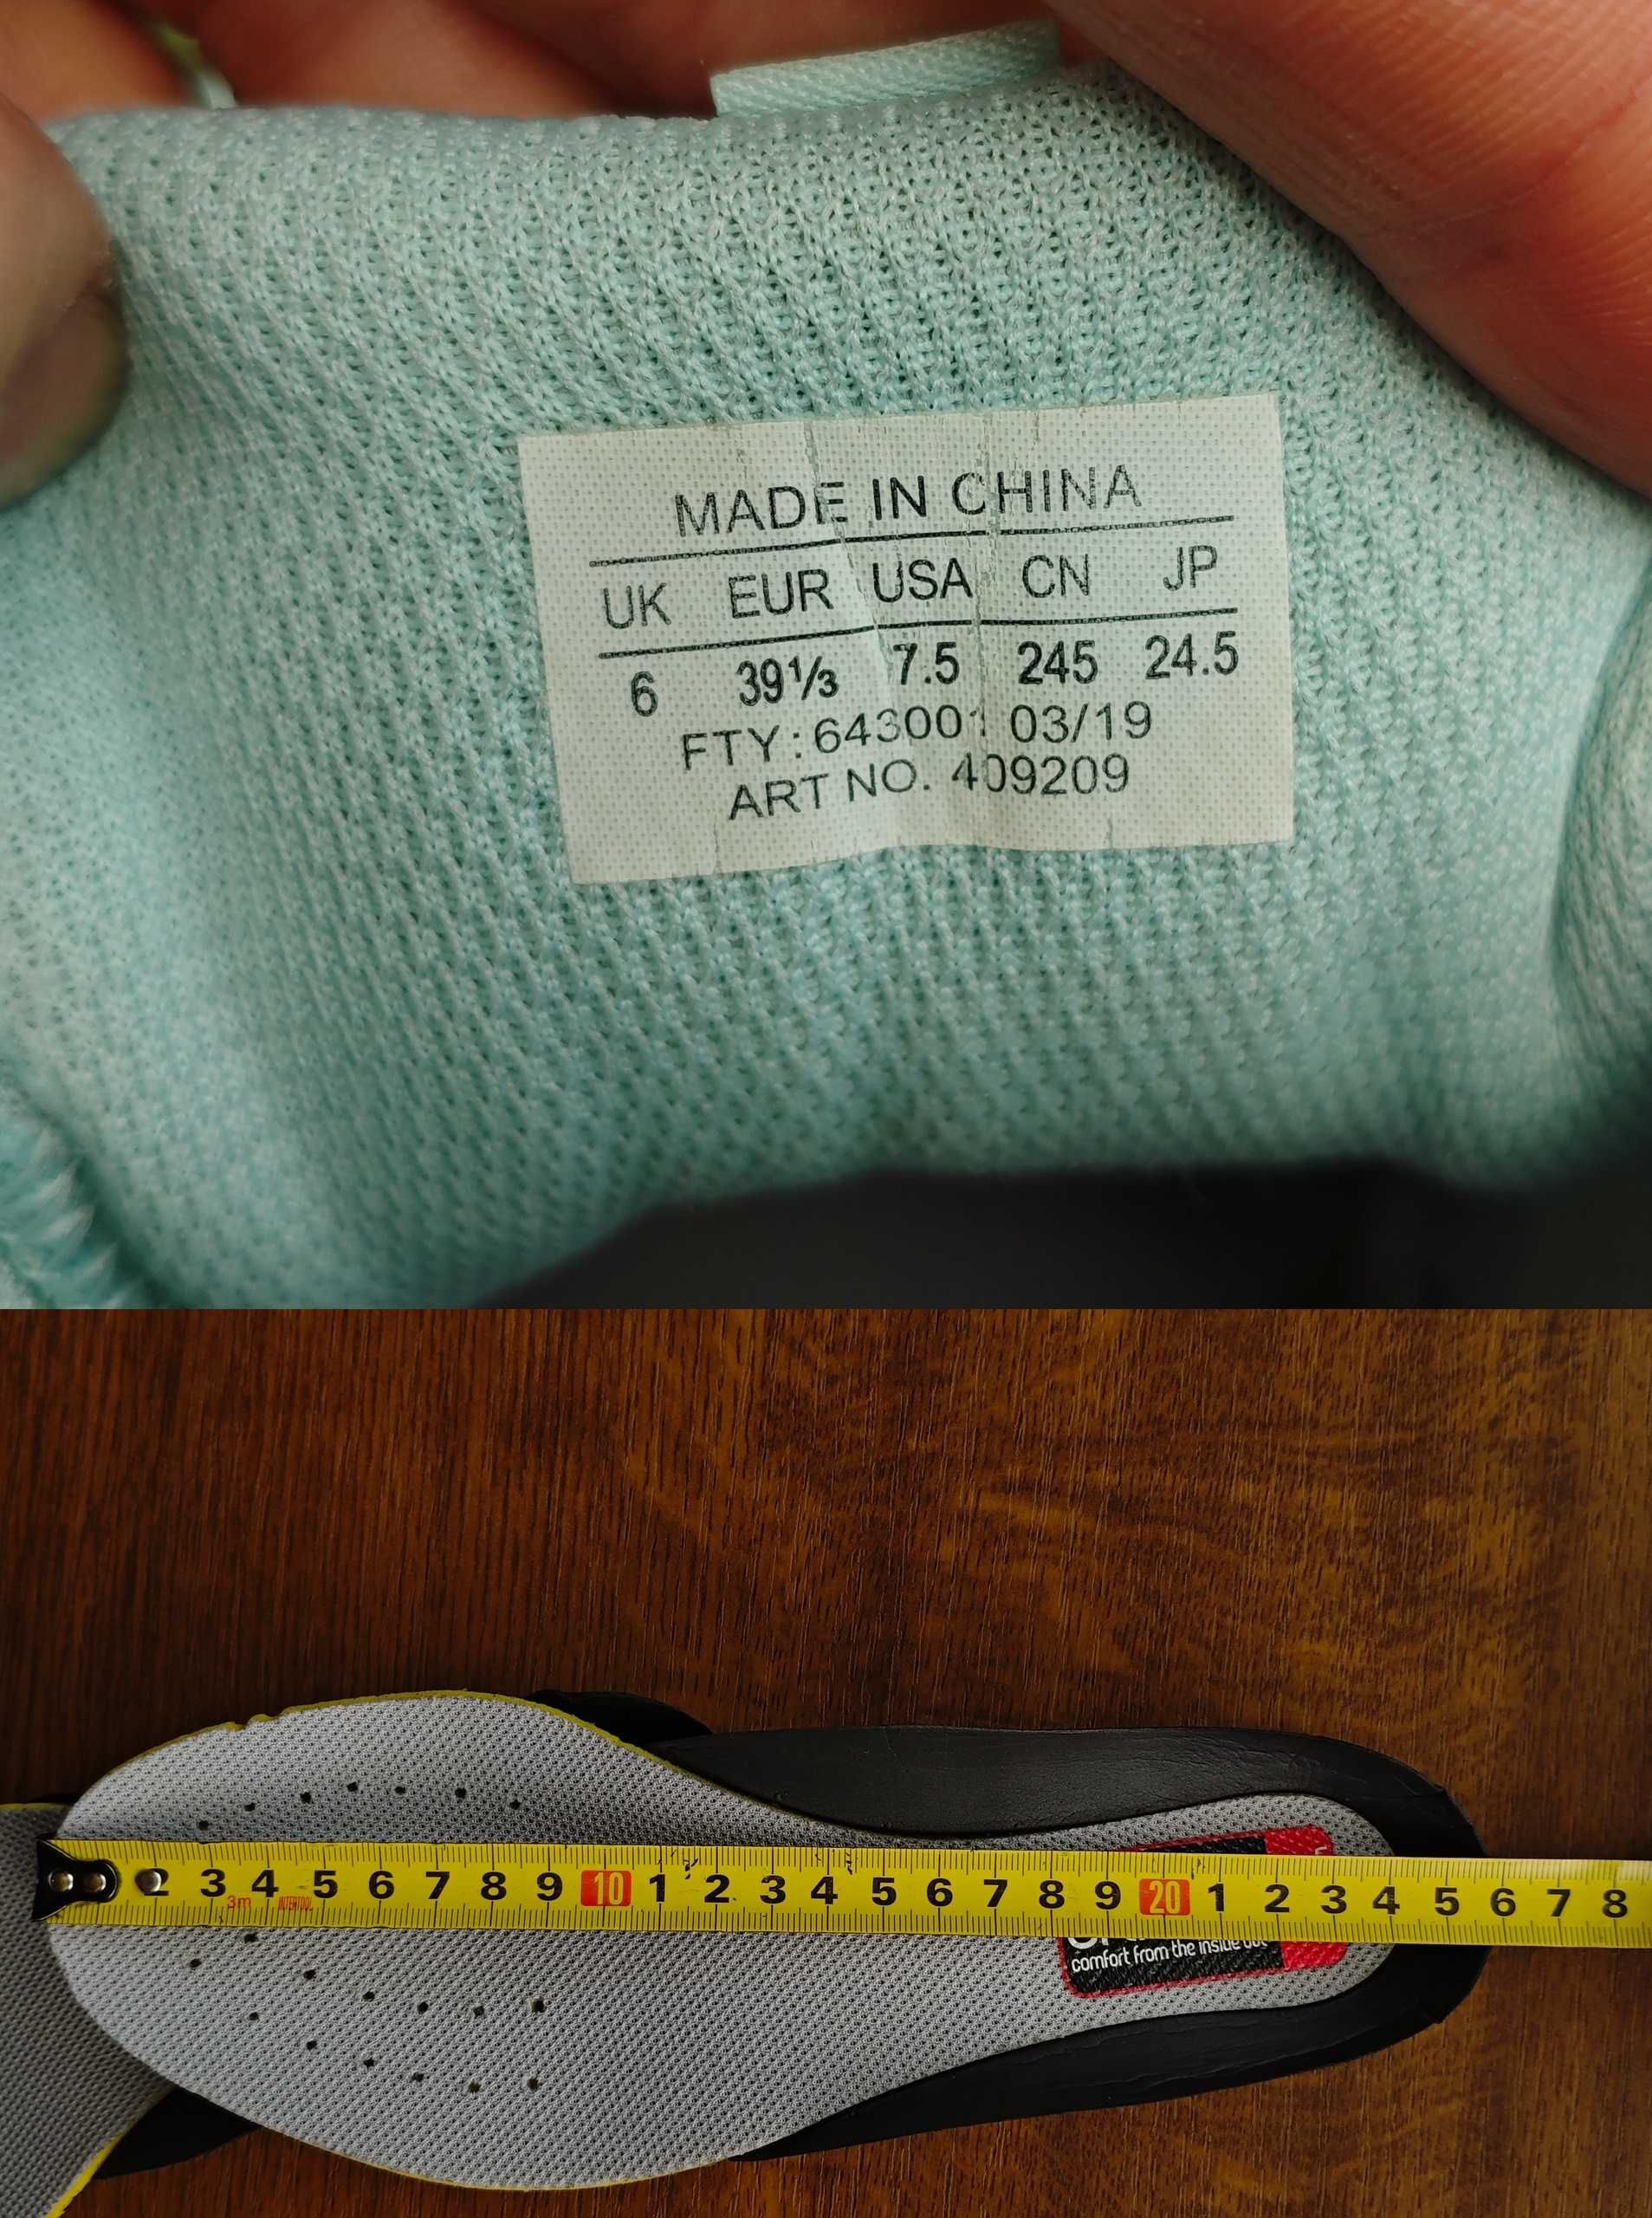 MADE IN CHINA
UK EUR USA CN JP
6 39⅓ 7.5 245 24.5
FTY: 643001 03/19
ART NO. 409209
2 3 4 5 6 7 8 9 10 1 2 3 4 5 6 7 8 9 20 1 2 3 4 5 6 7 8
3m INTERTOOL
comfort from the inside out